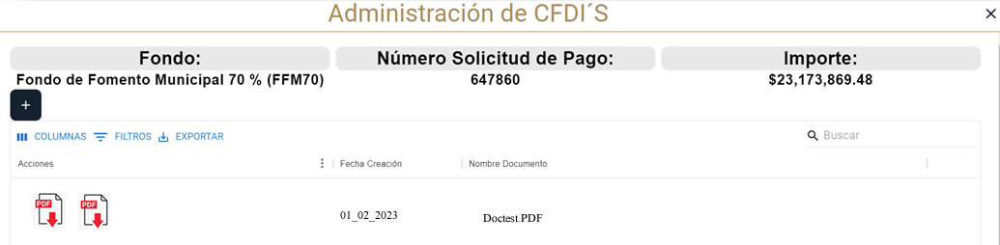 Administración de CFDI´S
Fondo: Número Solicitud de Pago: Importe:
Fondo de Fomento Municipal 70 % (FFM70) 647860 $23,173,869.48
+
COLUMNAS FILTROS EXPORTAR Buscar
Acciones Fecha Creación Nombre Documento
PDF PDF 01_02_2023 Doctest.PDF